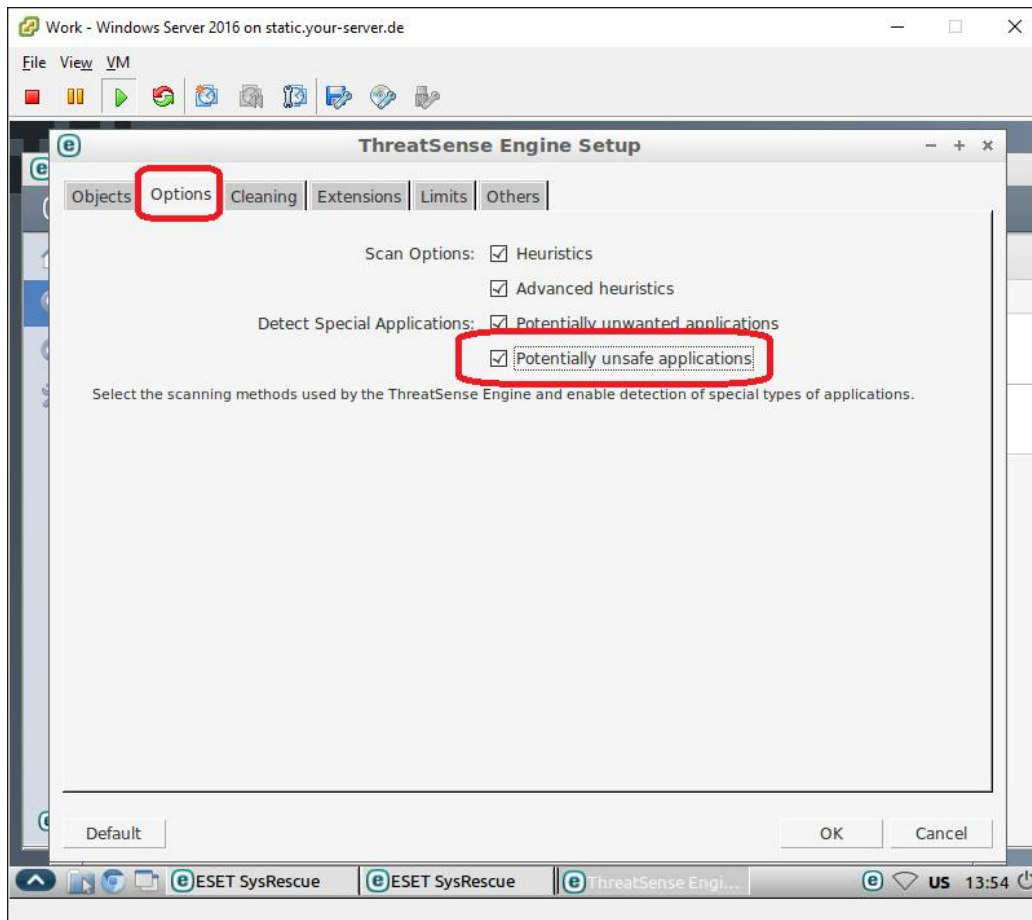 Work - Windows Server 2016 on static.your-server.de
File View VM
ThreatSense Engine Setup
Objects Options Cleaning Extensions Limits Others
Scan Options: Heuristics
Advanced heuristics
Detect Special Applications: Potentially unwanted applications
Potentially unsafe applications
Select the scanning methods used by the ThreatSense Engine and enable detection of special types of applications.
Default OK Cancel
ESET SysRescue ESET SysRescue ThreatSense Engi... US 13:54